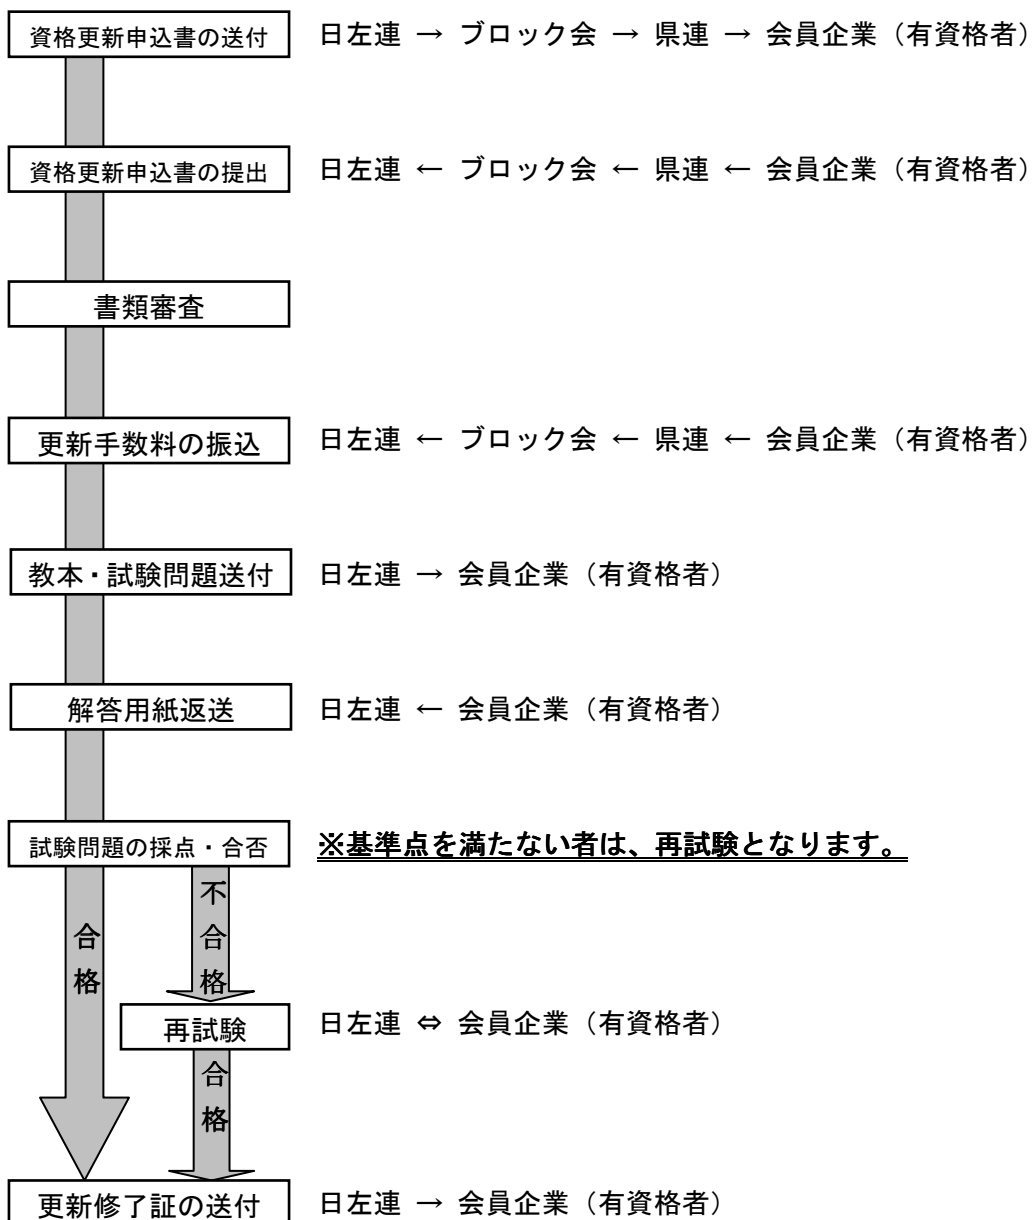 資格更新申込書の送付 日左連 → ブロック会 → 県連 → 会員企業（有資格者）
資格更新申込書の提出 日左連 ← ブロック会 ← 県連 ← 会員企業（有資格者）
書類審査
更新手数料の振込 日左連 ← ブロック会 ← 県連 ← 会員企業（有資格者）
教本・試験問題送付 日左連 → 会員企業（有資格者）
解答用紙返送 日左連 ← 会員企業（有資格者）
試験問題の採点・合否 ※基準点を満たない者は、再試験となります。
合格
不合格
再試験 日左連 ⇔ 会員企業（有資格者）
合格
更新修了証の送付 日左連 → 会員企業（有資格者）